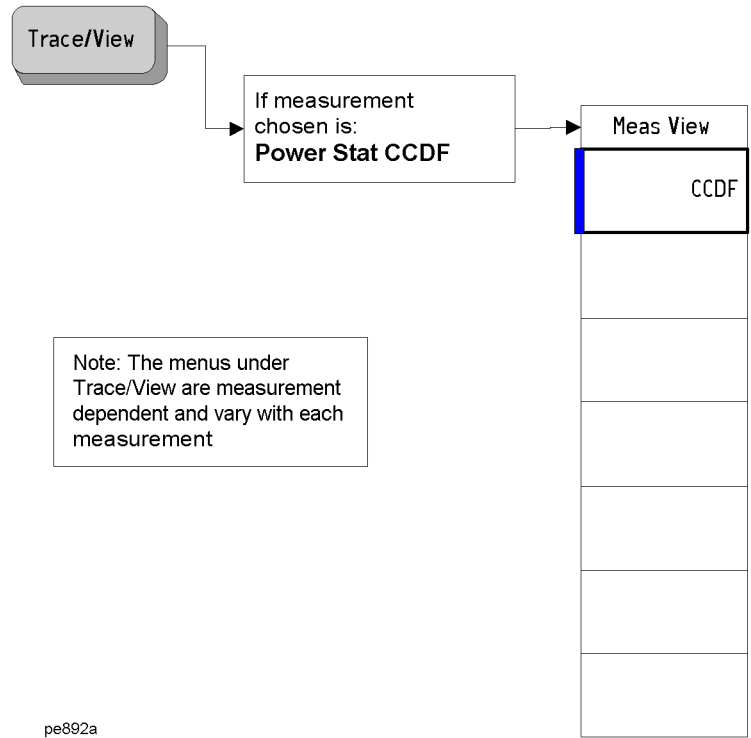 Trace/View
If measurement
chosen is:
Power Stat CCDF
Meas View
CCDF
Note: The menus under
Trace/View are measurement
dependent and vary with each
measurement
pe892a